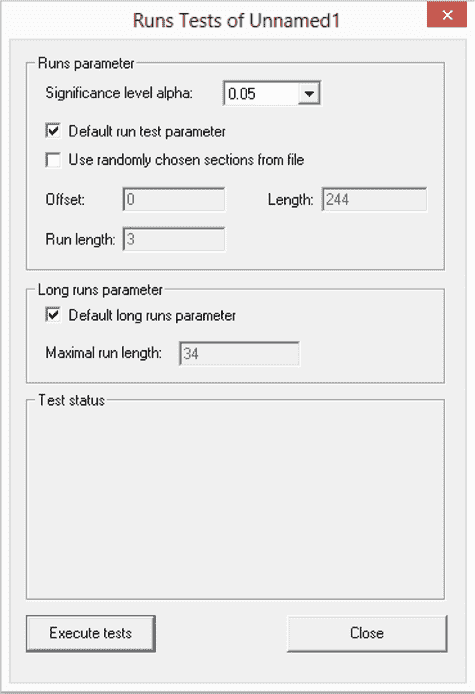 Runs Tests of Unnamed1
Runs parameter
Significance level alpha: 0.05
Default run test parameter
Use randomly chosen sections from file
Offset: 0 Length: 244
Run length: 3
Long runs parameter
Default long runs parameter
Maximal run length: 34
Test status
Execute tests Close